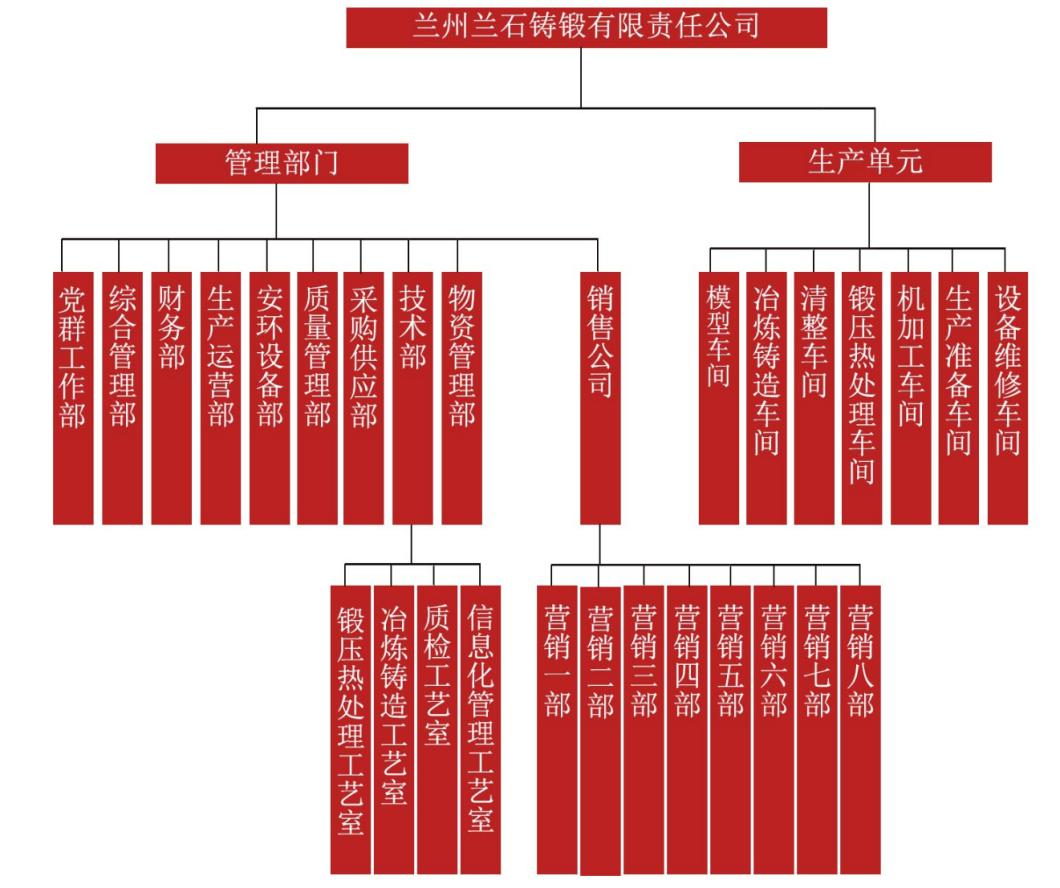 兰州兰石铸锻有限责任公司
管理部门
生产单元
党群工作部
综合管理部
财务部
生产运营部
安环设备部
质量管理部
采购供应部
技术部
物资管理部
销售公司
模型车间
冶炼铸造车间
清整车间
锻压热处理车间
机加工车间
生产准备车间
设备维修车间
锻压热处理工艺室
冶炼铸造工艺室
质检工艺室
信息化管理工艺室
营销一部
营销二部
营销三部
营销四部
营销五部
营销六部
营销七部
营销八部